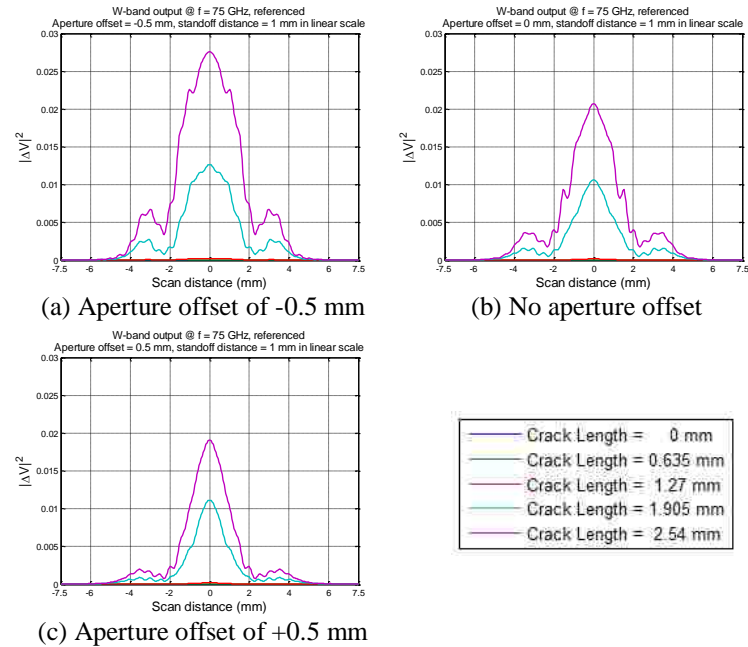 W-band output @ f = 75 GHz, referenced
Aperture offset = -0.5 mm, standoff distance = 1 mm in linear scale
0.03
0.025
0.02
0.015
0.01
0.005
0
|ΔV|²
-7.5 -6 -4 -2 0 2 4 6 7.5
Scan distance (mm)
(a) Aperture offset of -0.5 mm
W-band output @ f = 75 GHz, referenced
Aperture offset = 0 mm, standoff distance = 1 mm in linear scale
0.03
0.025
0.02
0.015
0.01
0.005
0
|ΔV|²
-7.5 -6 -4 -2 0 2 4 6 7.5
Scan distance (mm)
(b) No aperture offset
W-band output @ f = 75 GHz, referenced
Aperture offset = 0.5 mm, standoff distance = 1 mm in linear scale
0.03
0.025
0.02
0.015
0.01
0.005
0
|ΔV|²
-7.5 -6 -4 -2 0 2 4 6 7.5
Scan distance (mm)
(c) Aperture offset of +0.5 mm
Crack Length = 0 mm
Crack Length = 0.635 mm
Crack Length = 1.27 mm
Crack Length = 1.905 mm
Crack Length = 2.54 mm